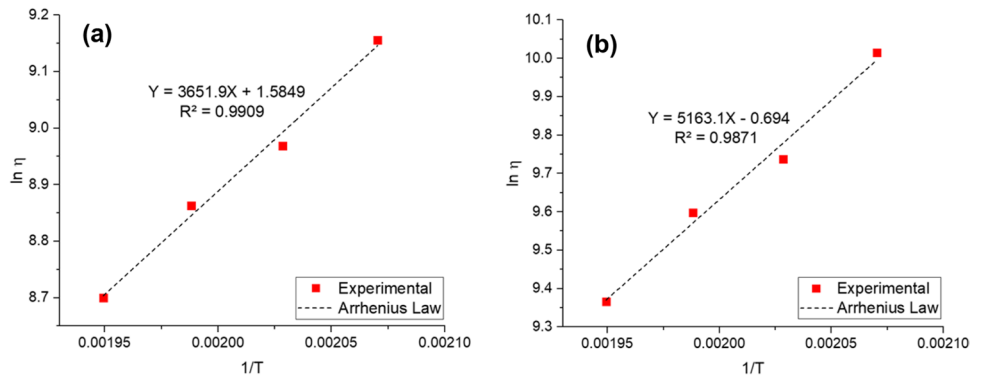 (a)
9.2
9.1
9.0
8.9
8.8
8.7
ln η
Y = 3651.9X + 1.5849
R² = 0.9909
Experimental
Arrhenius Law
0.00195
0.00200
0.00205
0.00210
1/T
(b)
10.1
10.0
9.9
9.8
9.7
9.6
9.5
9.4
9.3
ln η
Y = 5163.1X - 0.694
R² = 0.9871
Experimental
Arrhenius Law
0.00195
0.00200
0.00205
0.00210
1/T